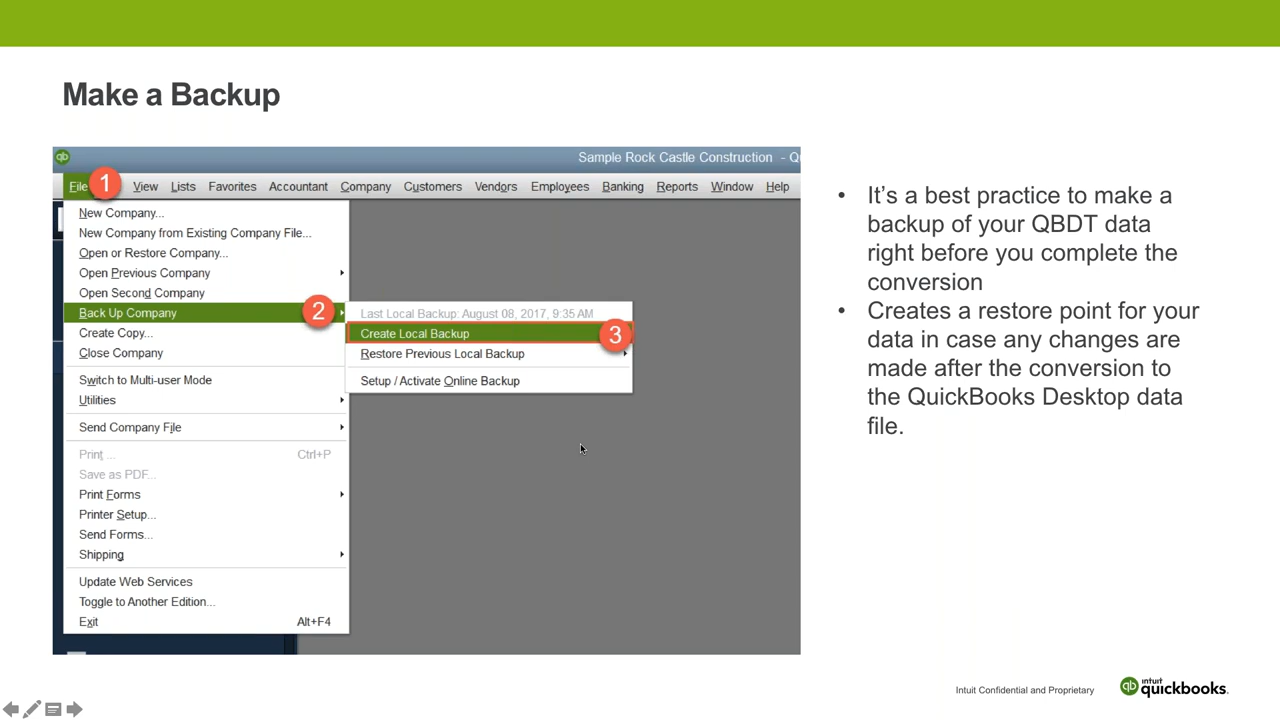 Make a Backup
qb
Sample Rock Castle Construction - Q
File 1 View Lists Favorites Accountant Company Customers Vendors Employees Banking Reports Window Help
New Company...
New Company from Existing Company File...
Open or Restore Company...
Open Previous Company
Open Second Company
Back Up Company 2
Create Copy...
Close Company
Switch to Multi-user Mode
Utilities
Send Company File
Print ... Ctrl+P
Save as PDF...
Print Forms
Printer Setup...
Send Forms...
Shipping
Update Web Services
Toggle to Another Edition...
Exit Alt+F4
Last Local Backup: August 08, 2017, 9:35 AM
Create Local Backup 3
Restore Previous Local Backup
Setup / Activate Online Backup
• It’s a best practice to make a
backup of your QBDT data
right before you complete the
conversion
• Creates a restore point for your
data in case any changes are
made after the conversion to
the QuickBooks Desktop data
file.
Intuit Confidential and Proprietary
qb intuit
quickbooks.